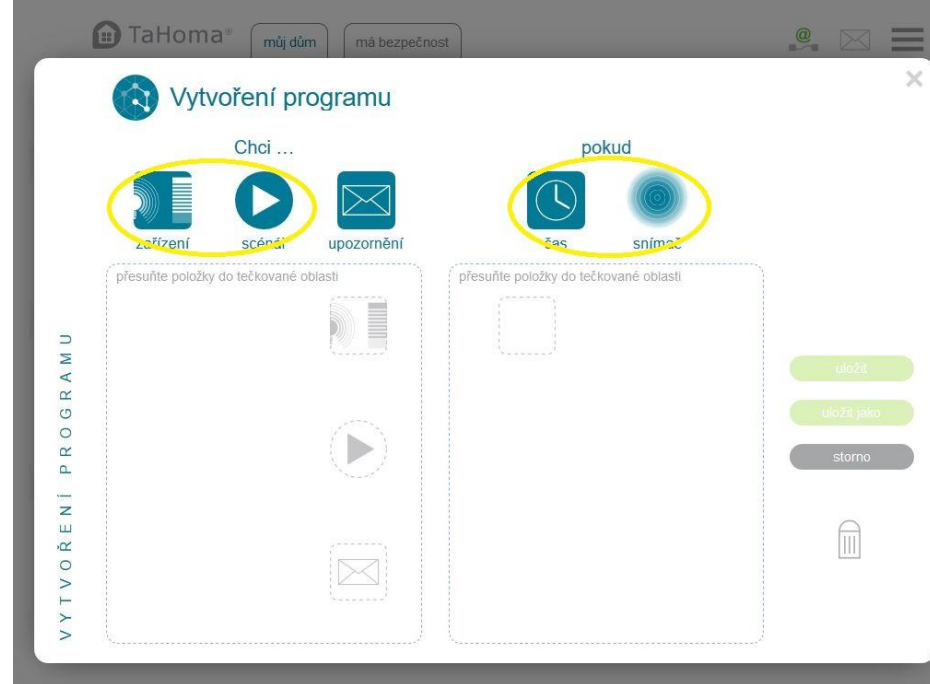 TaHoma®
můj dům
má bezpečnost
@
Vytvoření programu
Chci ...
pokud
zařízení
scénář
upozornění
čas
snímač
přesuňte položky do tečkované oblasti
přesuňte položky do tečkované oblasti
VYTVOŘENÍ PROGRAMU
uložit
uložit jako
storno